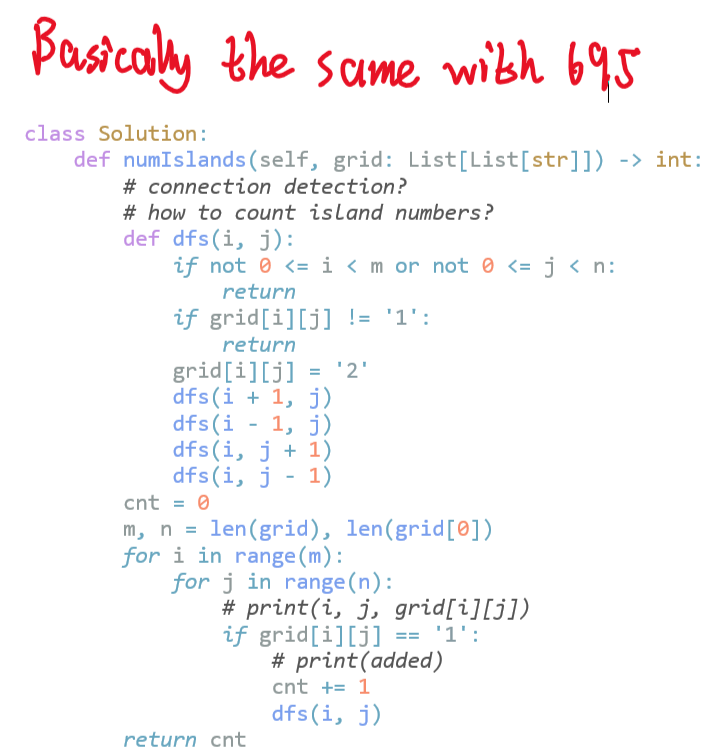 Basically the same with 695
class Solution:
    def numIslands(self, grid: List[List[str]]) -> int:
        # connection detection?
        # how to count island numbers?
        def dfs(i, j):
            if not 0 <= i < m or not 0 <= j < n:
                return
            if grid[i][j] != '1':
                return
            grid[i][j] = '2'
            dfs(i + 1, j)
            dfs(i - 1, j)
            dfs(i, j + 1)
            dfs(i, j - 1)
        cnt = 0
        m, n = len(grid), len(grid[0])
        for i in range(m):
            for j in range(n):
                # print(i, j, grid[i][j])
                if grid[i][j] == '1':
                    # print(added)
                    cnt += 1
                    dfs(i, j)
        return cnt